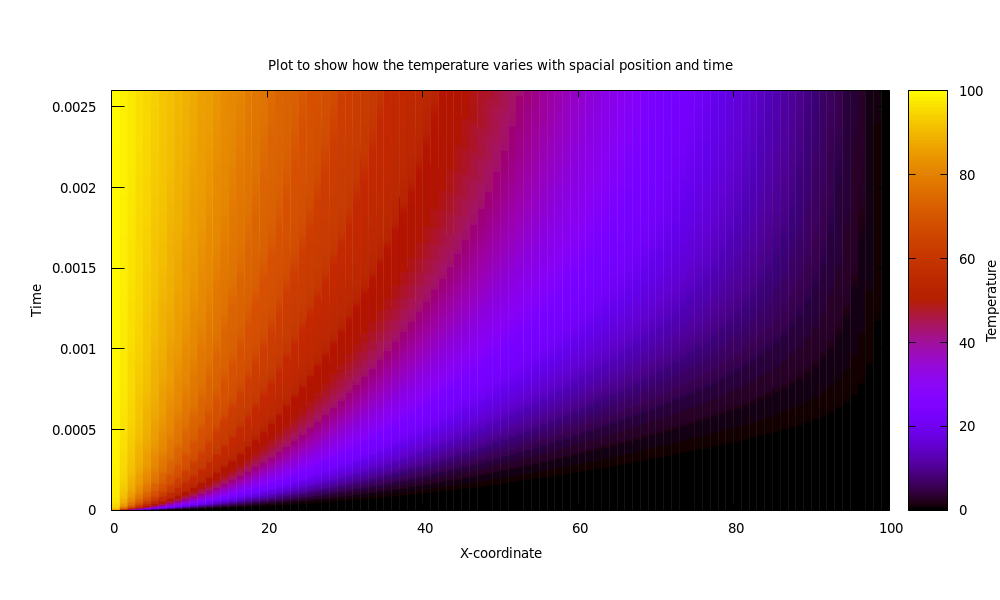 Plot to show how the temperature varies with spacial position and time
0.0025
0.002
0.0015
0.001
0.0005
0
Time
0 20 40 60 80 100
X-coordinate
100
80
60
40
20
0
Temperature